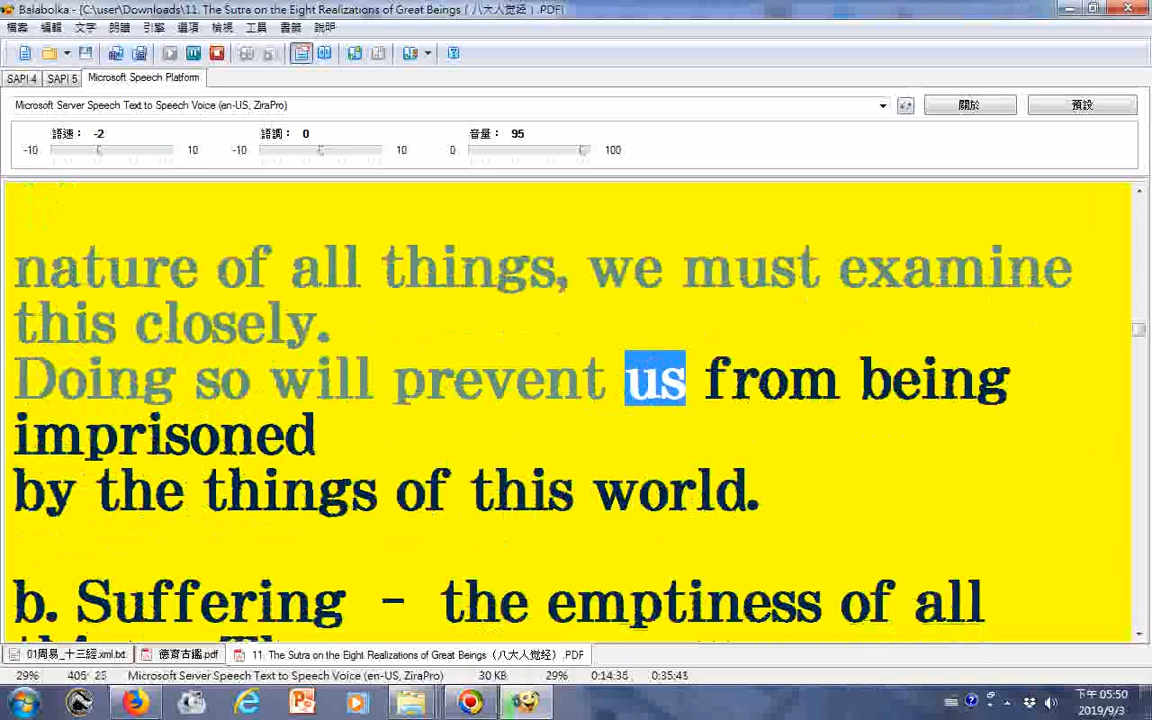 Balabolka - [C:\user\Downloads\11. The Sutra on the Eight Realizations of Great Beings（八大人觉经）.PDF]
檔案 編輯 文字 朗讀 引擎 選項 檢視 工具 書籤 說明
SAPI 4 SAPI 5 Microsoft Speech Platform
Microsoft Server Speech Text to Speech Voice (en-US, ZiraPro) 關於 預設
語速： -2 語調： 0 音量： 95
-10 10 -10 10 0 100
nature of all things, we must examine
this closely.
Doing so will prevent us from being
imprisoned
by the things of this world.
b. Suffering - the emptiness of all
01周易_十三經.xml.txt 德育古鑑.pdf 11. The Sutra on the Eight Realizations of Great Beings（八大人觉经）.PDF
29% 405: 23 Microsoft Server Speech Text to Speech Voice (en-US, ZiraPro) 30 KB 29% 0:14:36 0:35:43
下午 05:50
2019/9/3